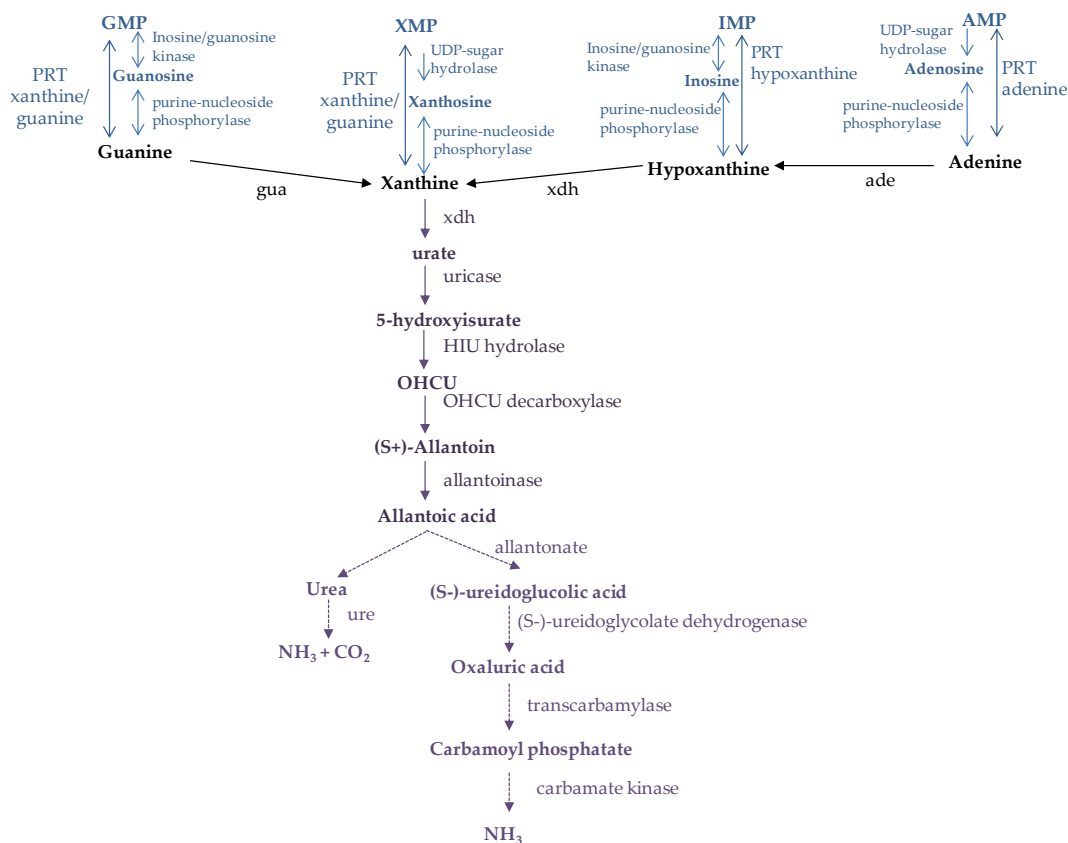 GMP
XMP
IMP
AMP
Inosine/guanosine
kinase
UDP-sugar
hydrolase
Inosine/guanosine
kinase
UDP-sugar
hydrolase
PRT
xanthine/
guanine
Guanosine
PRT
xanthine/
guanine
Xanthosine
Inosine
PRT
hypoxanthine
Adenosine
PRT
adenine
purine-nucleoside
phosphorylase
purine-nucleoside
phosphorylase
purine-nucleoside
phosphorylase
purine-nucleoside
phosphorylase
Guanine
Xanthine
Hypoxanthine
Adenine
gua
xdh
ade
xdh
urate
uricase
5-hydroxyisurate
HIU hydrolase
OHCU
OHCU decarboxylase
(S+)-Allantoin
allantoinase
Allantoic acid
allantonate
Urea
(S-)-ureidoglucolic acid
ure
(S-)-ureidoglycolate dehydrogenase
NH₃ + CO₂
Oxaluric acid
transcarbamylase
Carbamoyl phosphatate
carbamate kinase
NH₃